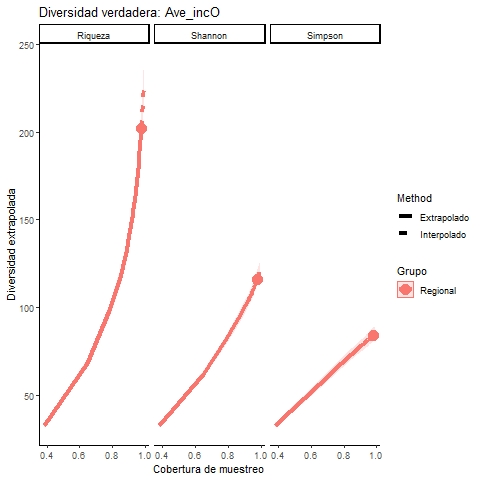 Diversidad verdadera: Ave_incO
Riqueza
Shannon
Simpson
250
200
150
100
50
Diversidad extrapolada
0.4 0.6 0.8 1.0
0.4 0.6 0.8 1.0
0.4 0.6 0.8 1.0
Cobertura de muestreo
Method
Extrapolado
Interpolado
Grupo
Regional